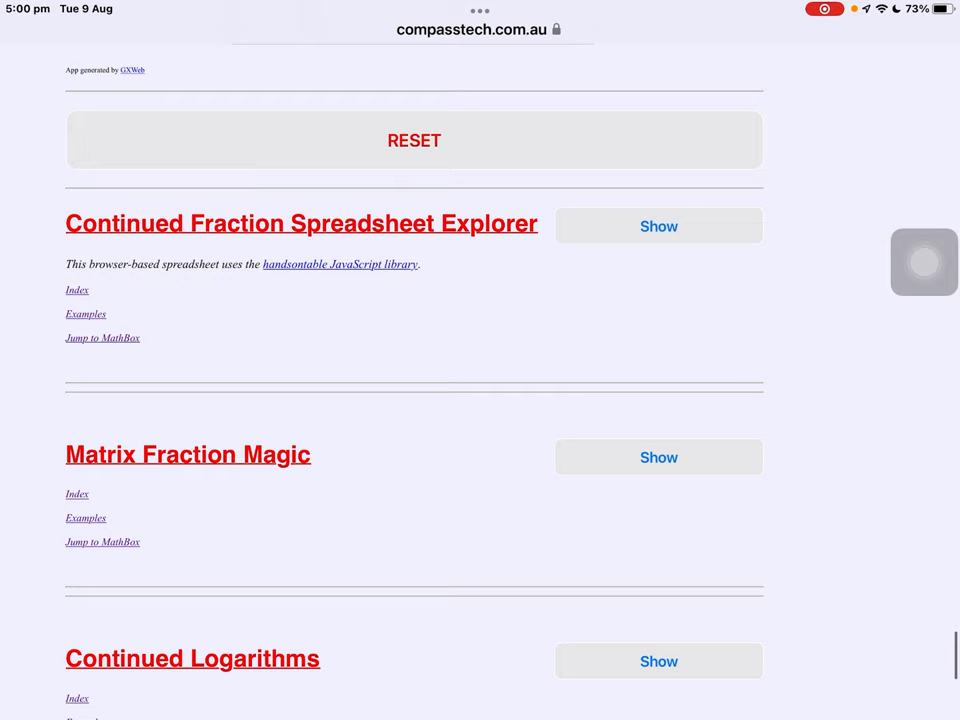 5:00 pm Tue 9 Aug
73%
compasstech.com.au
App generated by GXWeb
RESET
Continued Fraction Spreadsheet Explorer
Show
This browser-based spreadsheet uses the handsontable JavaScript library.
Index
Examples
Jump to MathBox
Matrix Fraction Magic
Show
Index
Examples
Jump to MathBox
Continued Logarithms
Show
Index